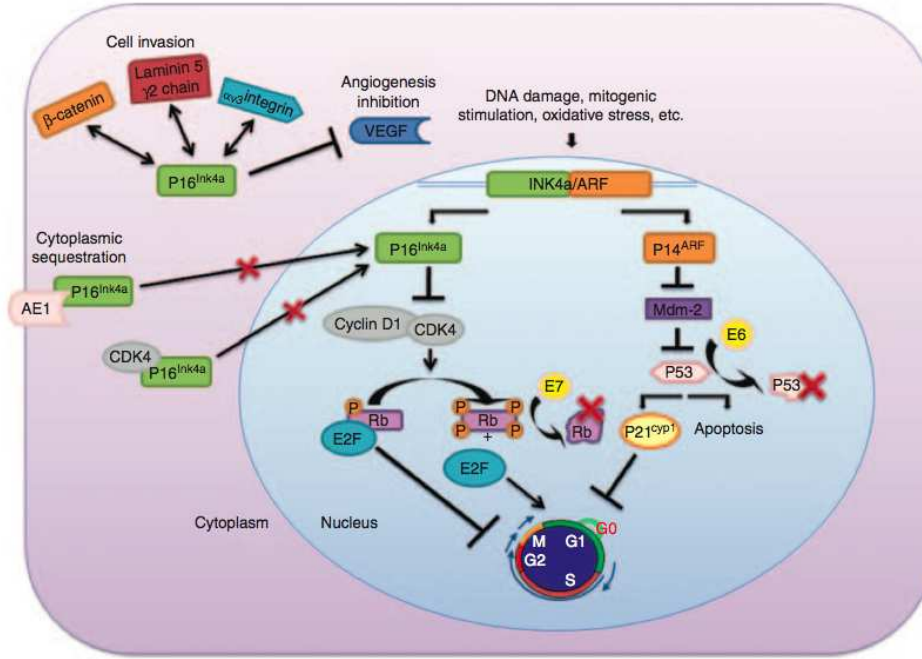 Cell invasion
Laminin 5
γ2 chain
αv3integrin
β-catenin
P16Ink4a
Angiogenesis
inhibition
VEGF
DNA damage, mitogenic
stimulation, oxidative stress, etc.
INK4a/ARF
Cytoplasmic
sequestration
P16Ink4a
AE1
CDK4
P16Ink4a
P16Ink4a
P14ARF
Cyclin D1
CDK4
Mdm-2
E6
P53
P53
P
Rb
E2F
P
P
Rb
P
P
+
E7
Rb
E2F
P21cyp1
Apoptosis
Cytoplasm
Nucleus
M
G1
G0
G2
S